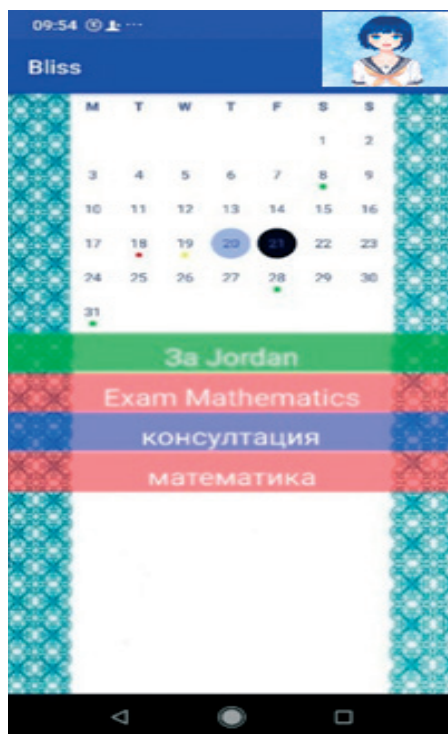 09:54
Bliss
M T W T F S S
1 2
3 4 5 6 7 8 9
10 11 12 13 14 15 16
17 18 19 20 21 22 23
24 25 26 27 28 29 30
31
За Jordan
Exam Mathematics
консултация
математика